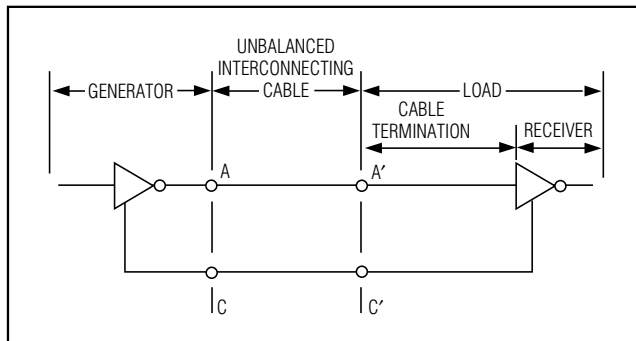 UNBALANCED
INTERCONNECTING
CABLE
GENERATOR
LOAD
CABLE
TERMINATION
RECEIVER
A
A′
C
C′